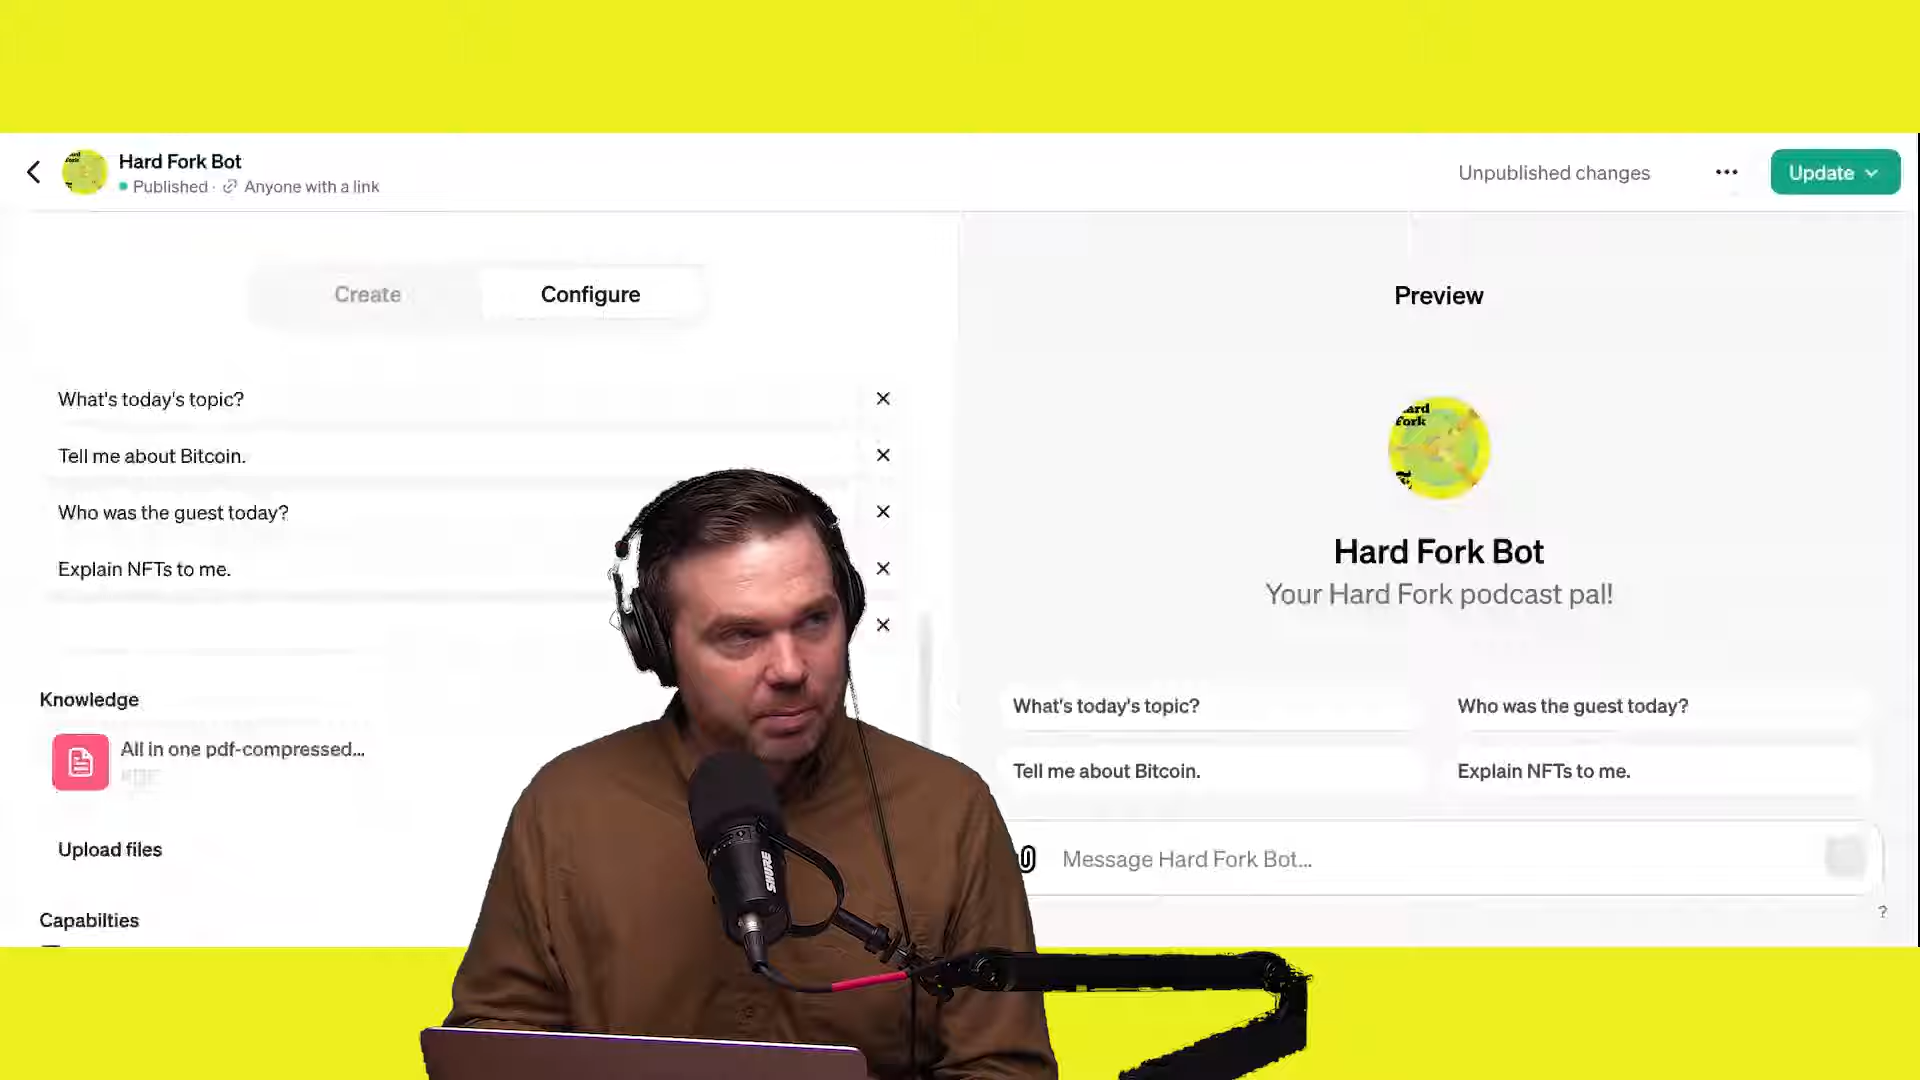 Hard Fork Bot
Published · Anyone with a link
Unpublished changes
Update
Create
Configure
What's today's topic?
Tell me about Bitcoin.
Who was the guest today?
Explain NFTs to me.
Knowledge
All in one pdf-compressed...
Upload files
Capabilties
Preview
ard
fork
Hard Fork Bot
Your Hard Fork podcast pal!
What's today's topic?
Who was the guest today?
Tell me about Bitcoin.
Explain NFTs to me.
Message Hard Fork Bot...
?
SHURE